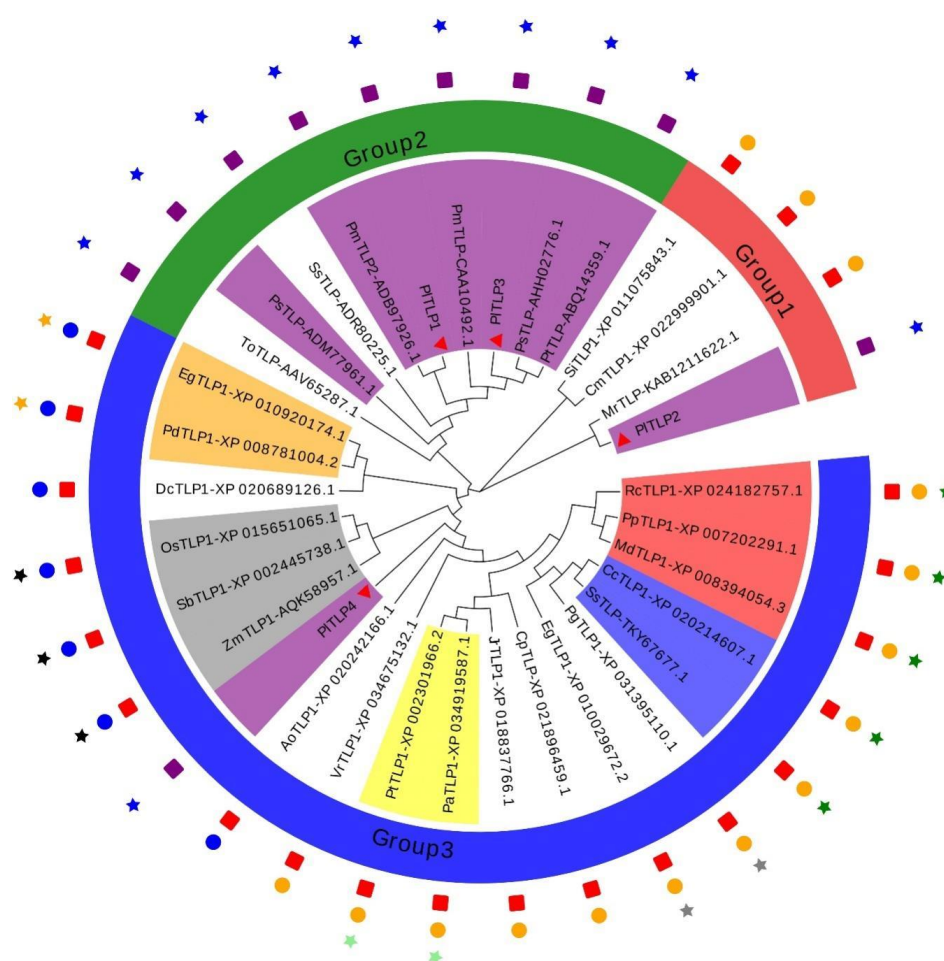 Group2
Group1
Group3
PsTLP-ADM77961.1
SsTLP-ADR80225.1
PmTLP2-ADB97926.1
PlTLP1
PmTLP-CAA10492.1
PlTLP3
PsTLP-AHH02776.1
PtTLP-ABQ14359.1
SiTLP1-XP 011075843.1
CmTLP1-XP 022999901.1
MrTLP-KAB1211622.1
PlTLP2
RcTLP1-XP 024182757.1
PpTLP1-XP 007202291.1
MdTLP1-XP 008394054.3
CcTLP1-XP 020214607.1
SsTLP-TKY67677.1
PgTLP1-XP 031395110.1
EgTLP1-XP 010029672.2
CpTLP-XP 021896459.1
JrTLP1-XP 018837766.1
PaTLP1-XP 034919587.1
PtTLP1-XP 002301966.2
VrTLP1-XP 034675132.1
AoTLP1-XP 020242166.1
PlTLP4
ZmTLP1-AQK58957.1
SbTLP1-XP 002445738.1
OsTLP1-XP 015651065.1
DcTLP1-XP 020689126.1
PdTLP1-XP 008781004.2
EgTLP1-XP 010920174.1
ToTLP-AAV65287.1